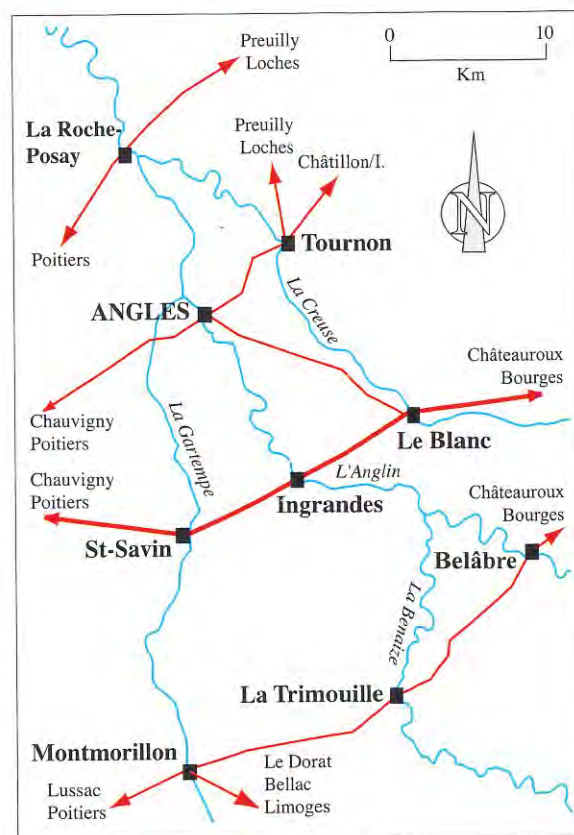 Preuilly
Loches
0 10
Km
La Roche-
Posay
Preuilly
Loches
Châtillon/I.
N
Poitiers
Tournon
La Creuse
ANGLES
Châteauroux
Bourges
Chauvigny
Poitiers
La Gartempe
Le Blanc
Chauvigny
Poitiers
L'Anglin
Ingrandes
Châteauroux
Bourges
St-Savin
Belâbre
La Benaize
La Trimouille
Montmorillon
Le Dorat
Bellac
Limoges
Lussac
Poitiers